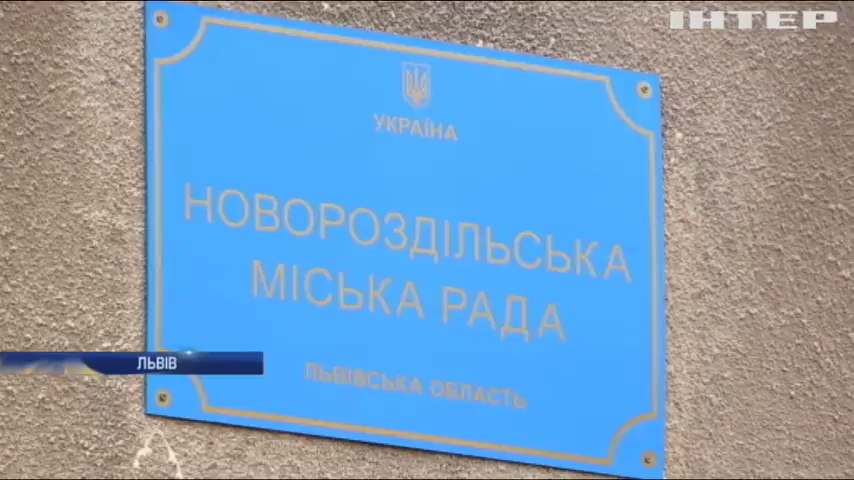 ІНТЕР
УКРАЇНА
НОВОРОЗДІЛЬСЬКА
МІСЬКА РАДА
ЛЬВІВСЬКА ОБЛАСТЬ
ЛЬВІВ